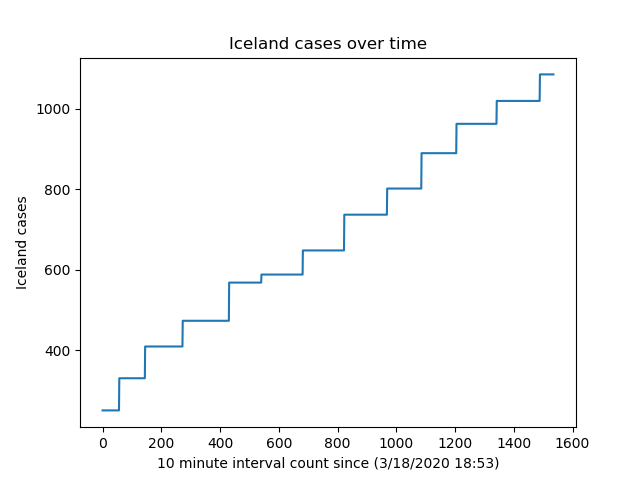 Iceland cases over time
1000
800
600
400
Iceland cases
0 200 400 600 800 1000 1200 1400 1600
10 minute interval count since (3/18/2020 18:53)